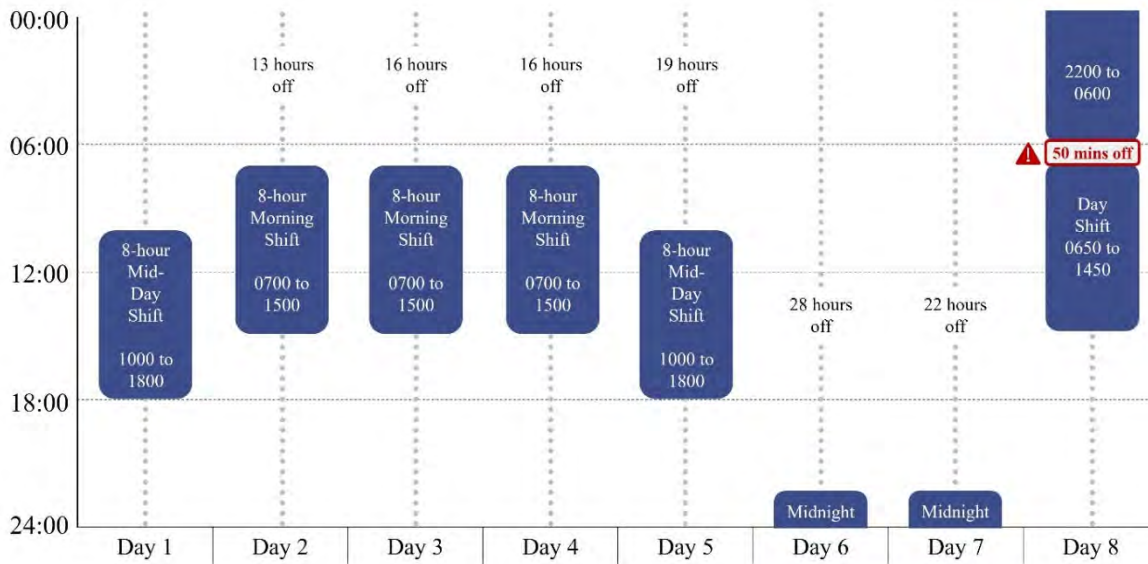 00:00
06:00
12:00
18:00
24:00
8-hour
Mid-
Day
Shift
1000 to
1800
Day 1
13 hours
off
8-hour
Morning
Shift
0700 to
1500
Day 2
16 hours
off
8-hour
Morning
Shift
0700 to
1500
Day 3
16 hours
off
8-hour
Morning
Shift
0700 to
1500
Day 4
19 hours
off
8-hour
Mid-
Day
Shift
1000 to
1800
Day 5
28 hours
off
Midnight
Day 6
22 hours
off
Midnight
Day 7
2200 to
0600
50 mins off
Day
Shift
0650 to
1450
Day 8